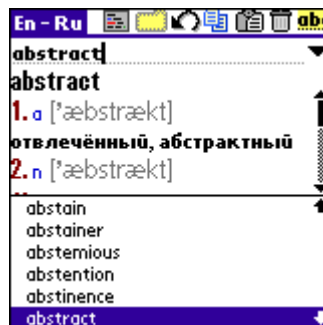 En - Ru
abstract
abstract
1. a ['æbstrækt]
отвлечённый, абстрактный
2. n ['æbstrækt]
abstain
abstainer
abstemious
abstention
abstinence
abstract